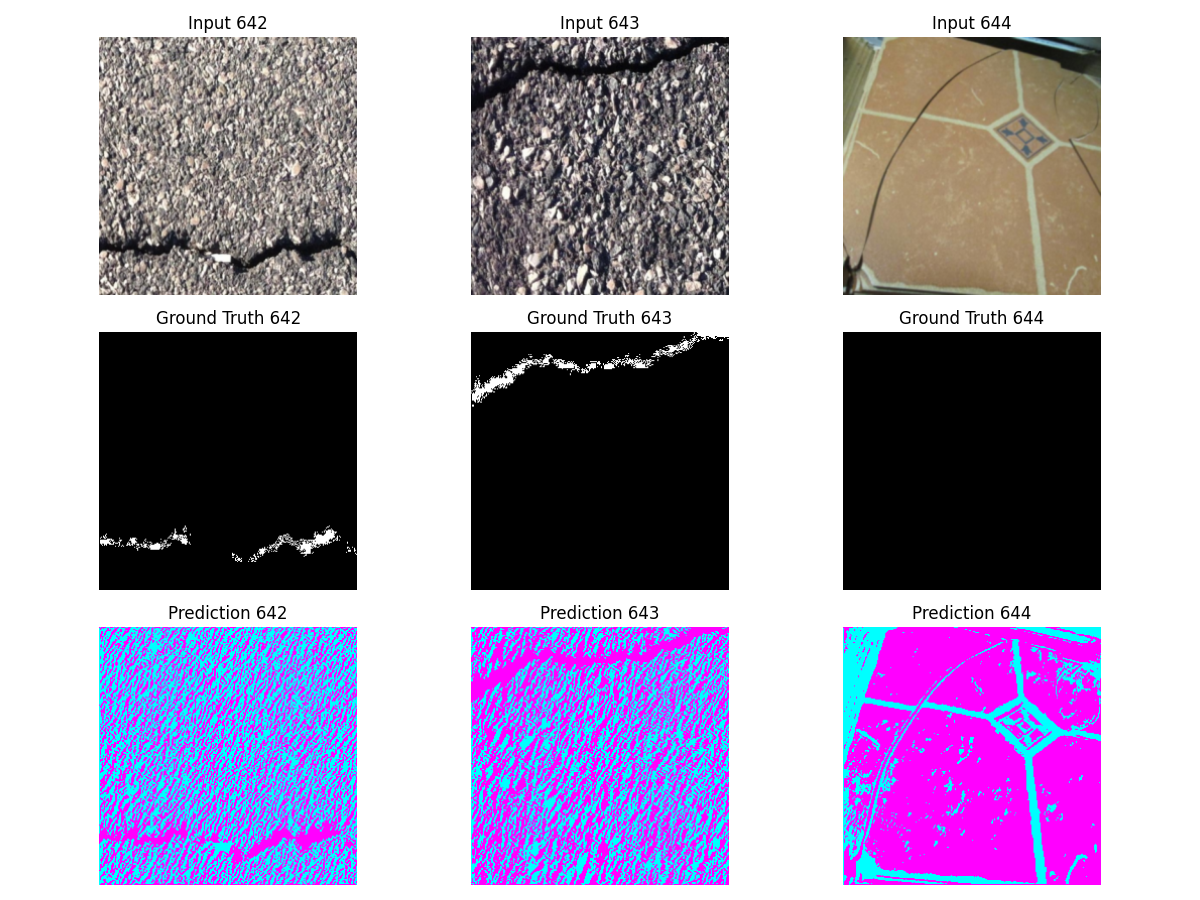 Input 642
Input 643
Input 644
Ground Truth 642
Ground Truth 643
Ground Truth 644
Prediction 642
Prediction 643
Prediction 644